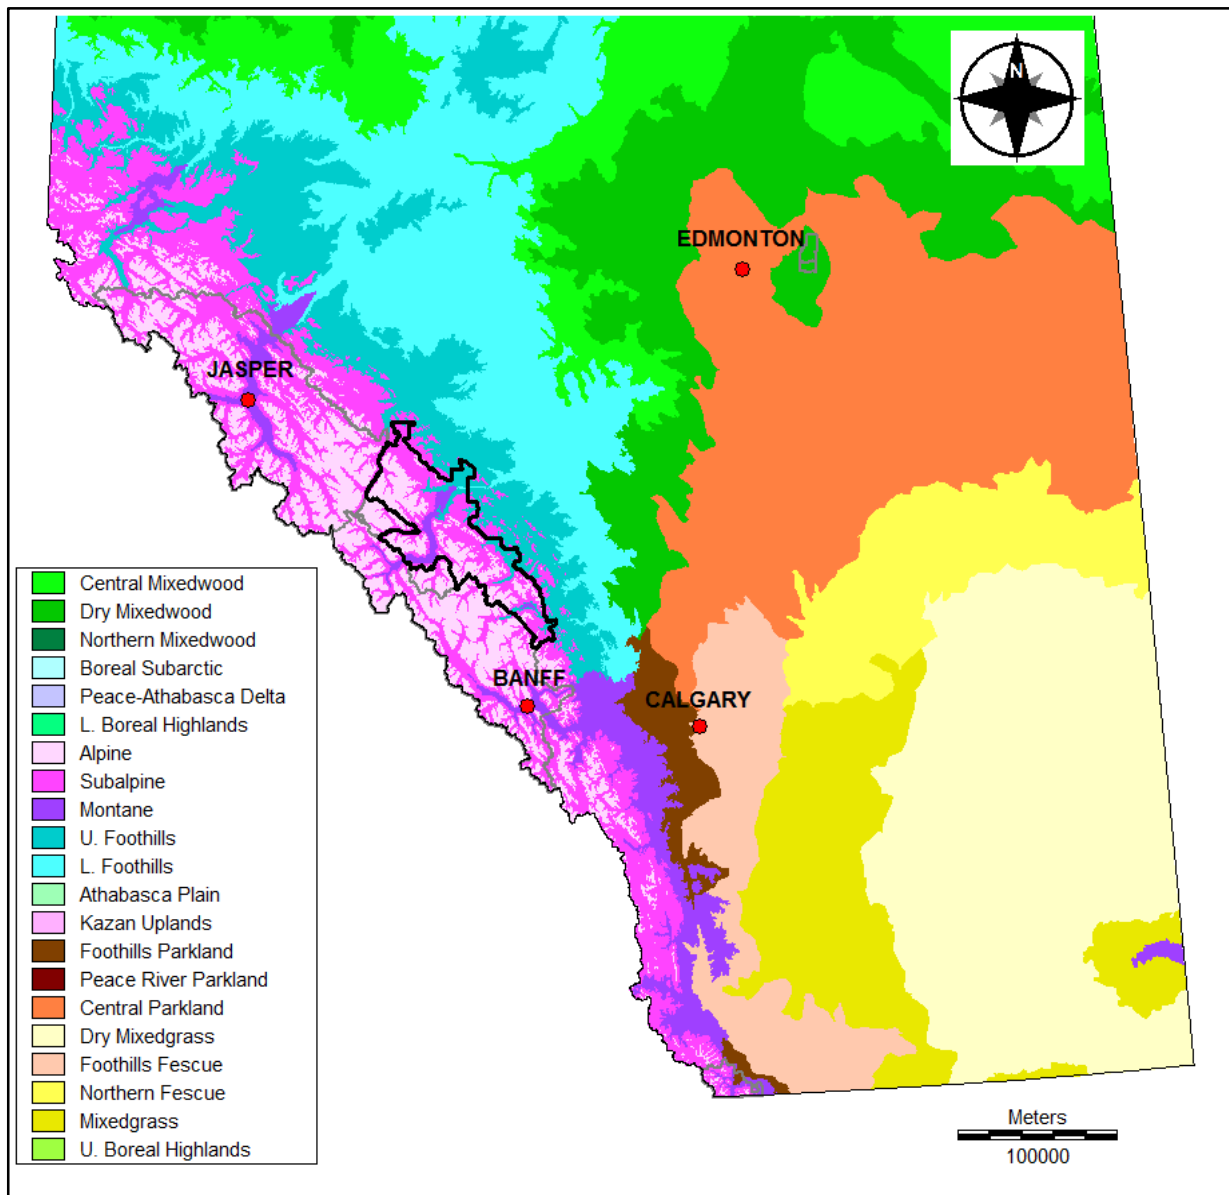 N
EDMONTON
JASPER
BANFF
CALGARY
Central Mixedwood
Dry Mixedwood
Northern Mixedwood
Boreal Subarctic
Peace-Athabasca Delta
L. Boreal Highlands
Alpine
Subalpine
Montane
U. Foothills
L. Foothills
Athabasca Plain
Kazan Uplands
Foothills Parkland
Peace River Parkland
Central Parkland
Dry Mixedgrass
Foothills Fescue
Northern Fescue
Mixedgrass
U. Boreal Highlands
Meters
100000